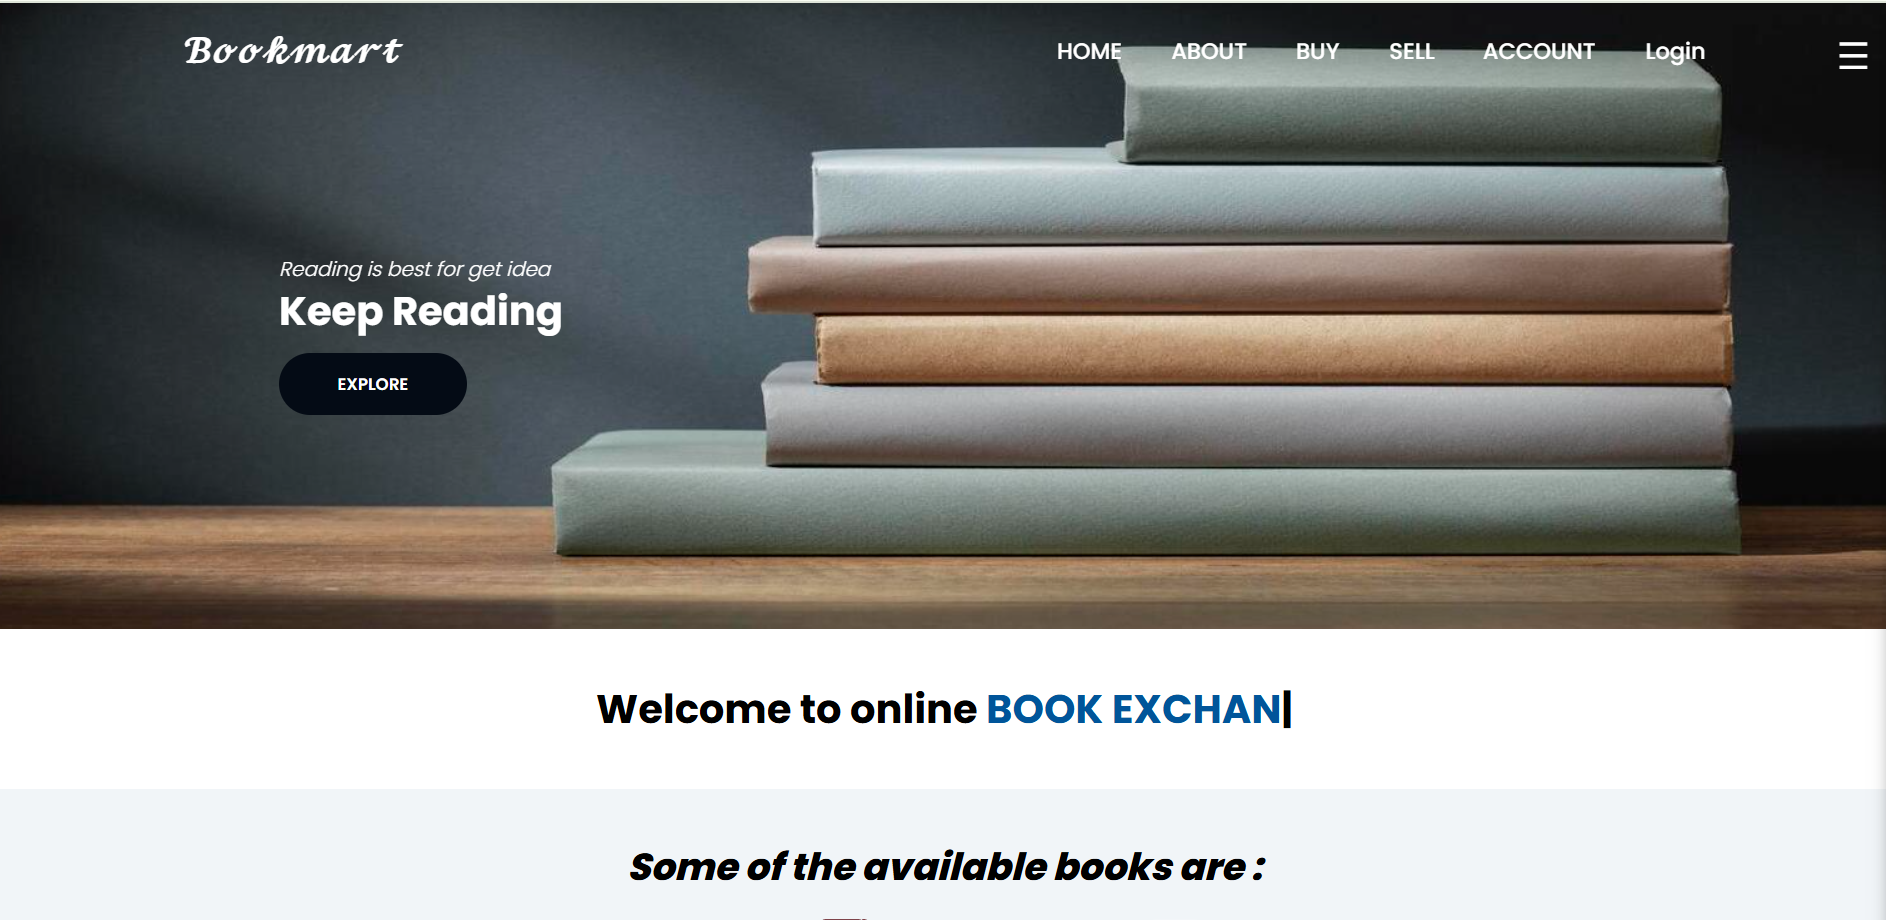 Bookmart
HOME ABOUT BUY SELL ACCOUNT Login
Reading is best for get idea
Keep Reading
EXPLORE
Welcome to online BOOK EXCHAN|
Some of the available books are :